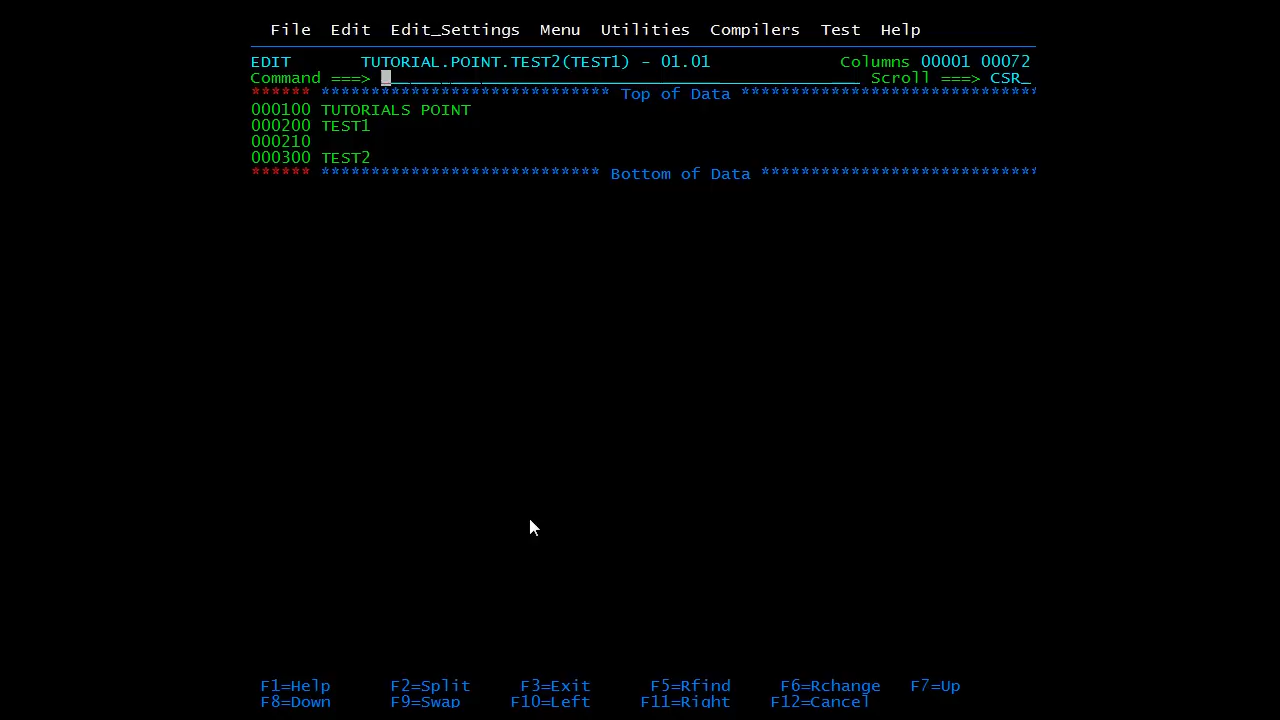 File Edit Edit_Settings Menu Utilities Compilers Test Help
EDIT TUTORIAL.POINT.TEST2(TEST1) - 01.01 Columns 00001 00072
Command ===> Scroll ===> CSR_
****** ***************************** Top of Data ******************************
000100 TUTORIALS POINT
000200 TEST1
000210
000300 TEST2
****** **************************** Bottom of Data ****************************
F1=Help F2=Split F3=Exit F5=Rfind F6=Rchange F7=Up
F8=Down F9=Swap F10=Left F11=Right F12=Cancel